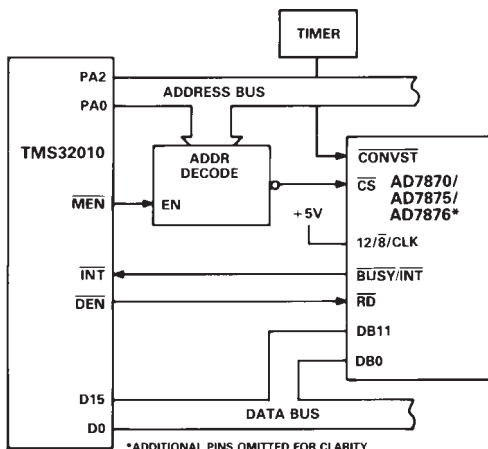 TIMER
PA2
ADDRESS BUS
PA0
TMS32010
ADDR
DECODE
CONVST
MEN
EN
CS
AD7870/
AD7875/
AD7876*
+5V
12/8/CLK
INT
BUSY/INT
DEN
RD
DB11
DB0
D15
DATA BUS
D0
*ADDITIONAL PINS OMITTED FOR CLARITY